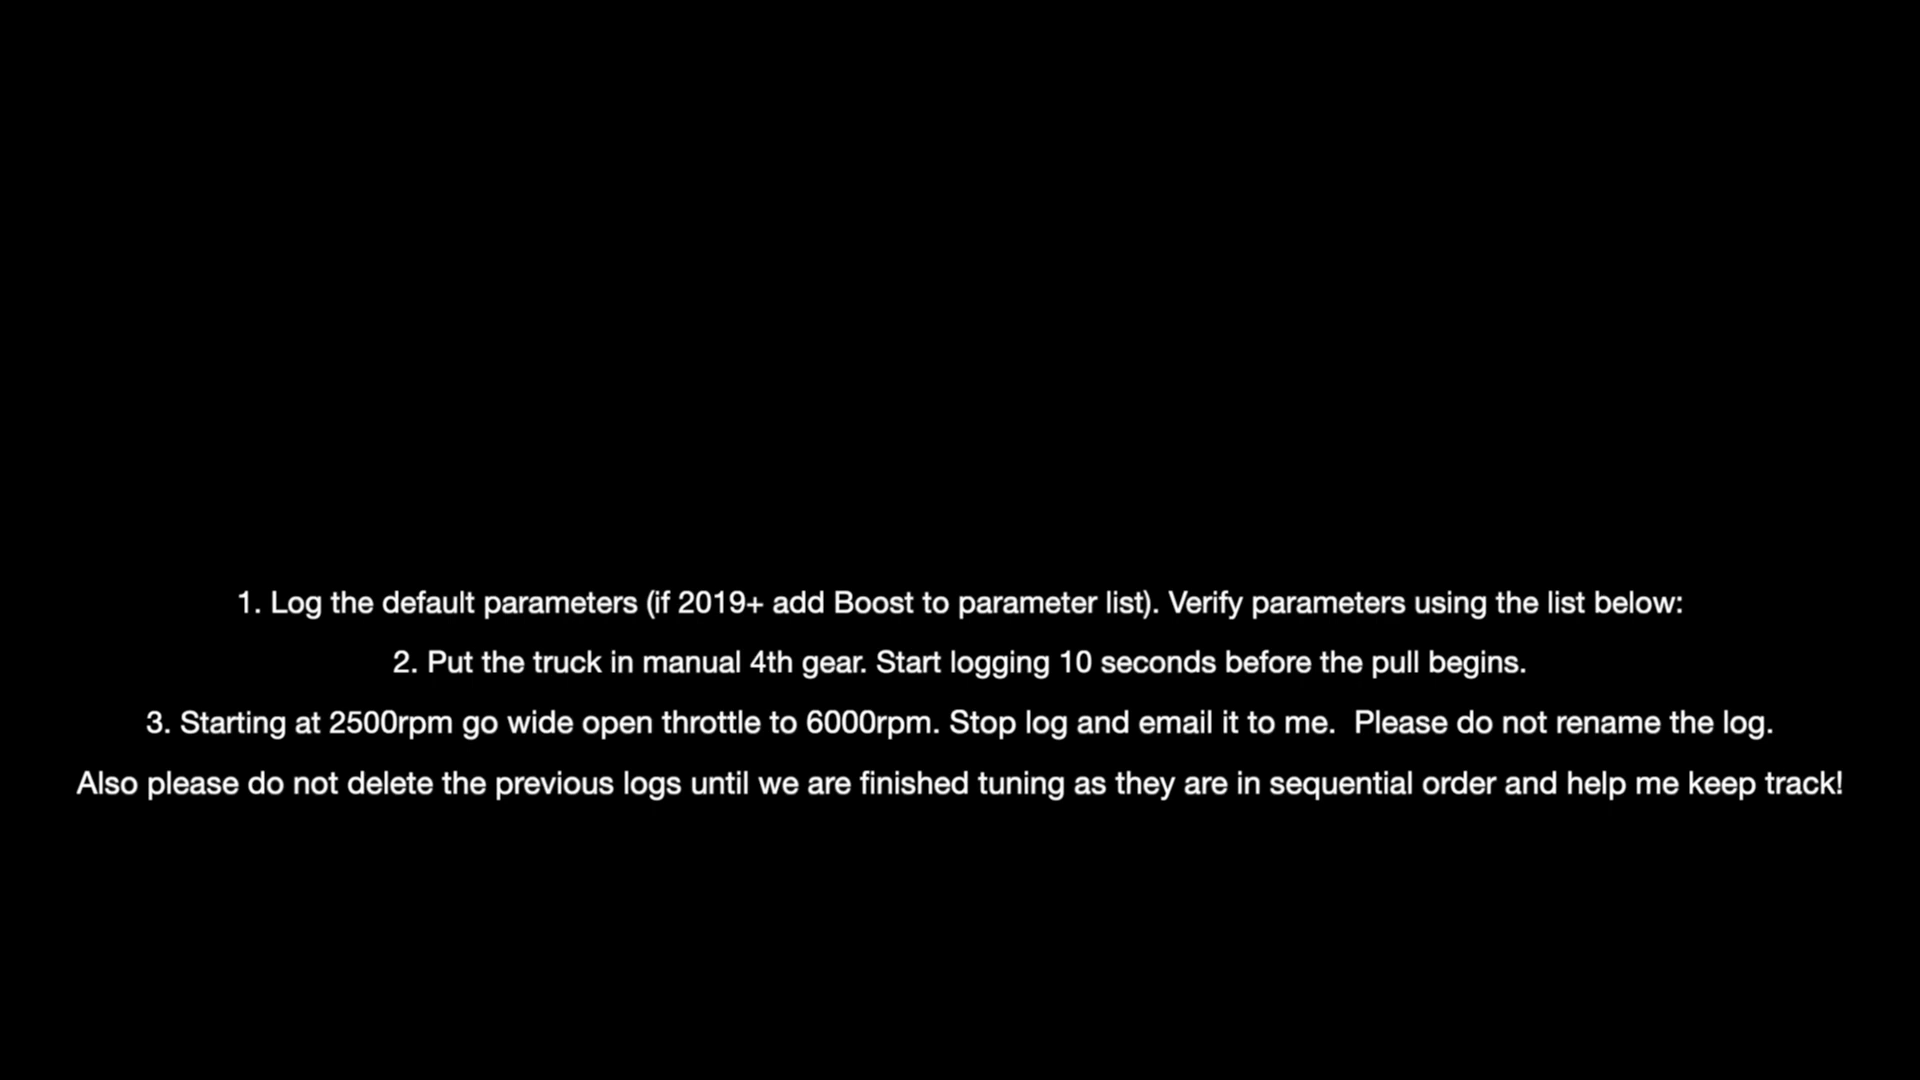 1. Log the default parameters (if 2019+ add Boost to parameter list). Verify parameters using the list below:
2. Put the truck in manual 4th gear. Start logging 10 seconds before the pull begins.
3. Starting at 2500rpm go wide open throttle to 6000rpm. Stop log and email it to me.  Please do not rename the log.
Also please do not delete the previous logs until we are finished tuning as they are in sequential order and help me keep track!